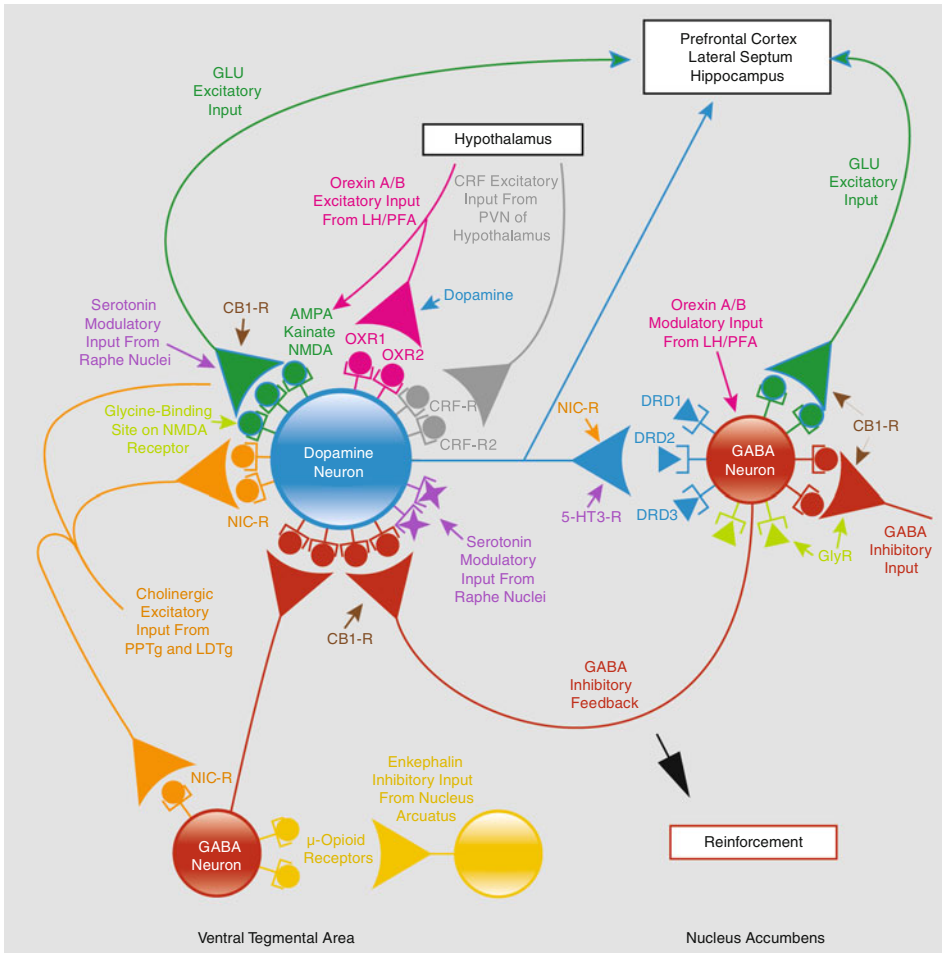 Prefrontal Cortex
Lateral Septum
Hippocampus
GLU
Excitatory
Input
Hypothalamus
Orexin A/B
Excitatory Input
From LH/PFA
CRF Excitatory
Input From
PVN of
Hypothalamus
GLU
Excitatory
Input
Serotonin
Modulatory
Input From
Raphe Nuclei
CB1-R
AMPA
Kainate
NMDA
Dopamine
OXR1
OXR2
Orexin A/B
Modulatory Input
From LH/PFA
Glycine-Binding
Site on NMDA
Receptor
CRF-R
CRF-R2
NIC-R
DRD1
DRD2
DRD3
CB1-R
Dopamine
Neuron
GABA
Neuron
NIC-R
5-HT3-R
GlyR
GABA
Inhibitory
Input
Serotonin
Modulatory
Input From
Raphe Nuclei
Cholinergic
Excitatory
Input From
PPTg and LDTg
CB1-R
GABA
Inhibitory
Feedback
NIC-R
Enkephalin
Inhibitory Input
From Nucleus
Arcuatus
GABA
Neuron
μ-Opioid
Receptors
Reinforcement
Ventral Tegmental Area
Nucleus Accumbens